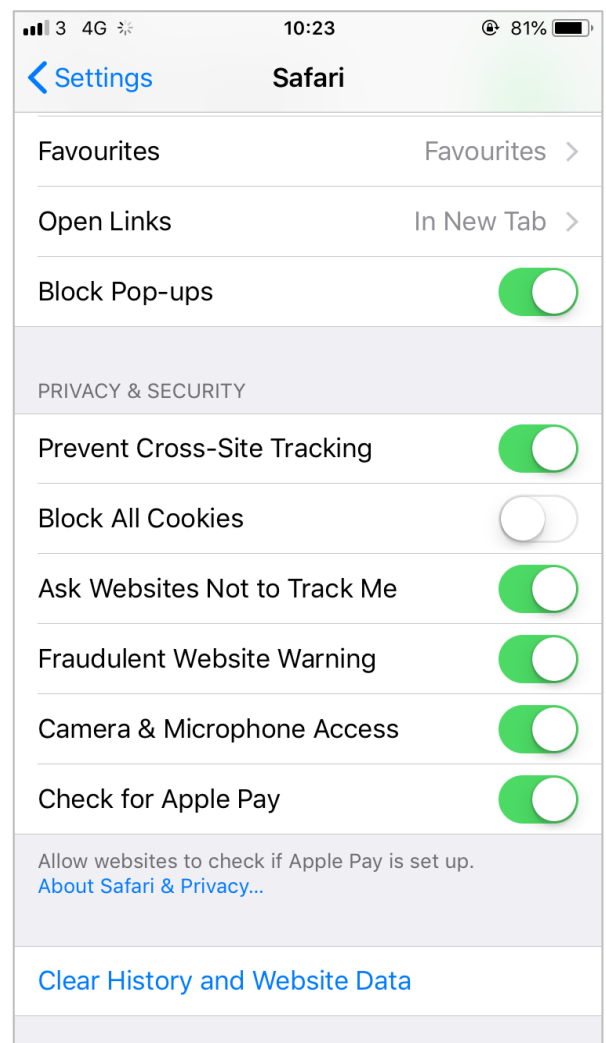 3 4G 10:23 81%
Settings Safari
Favourites Favourites
Open Links In New Tab
Block Pop-ups
PRIVACY & SECURITY
Prevent Cross-Site Tracking
Block All Cookies
Ask Websites Not to Track Me
Fraudulent Website Warning
Camera & Microphone Access
Check for Apple Pay
Allow websites to check if Apple Pay is set up.
About Safari & Privacy...
Clear History and Website Data